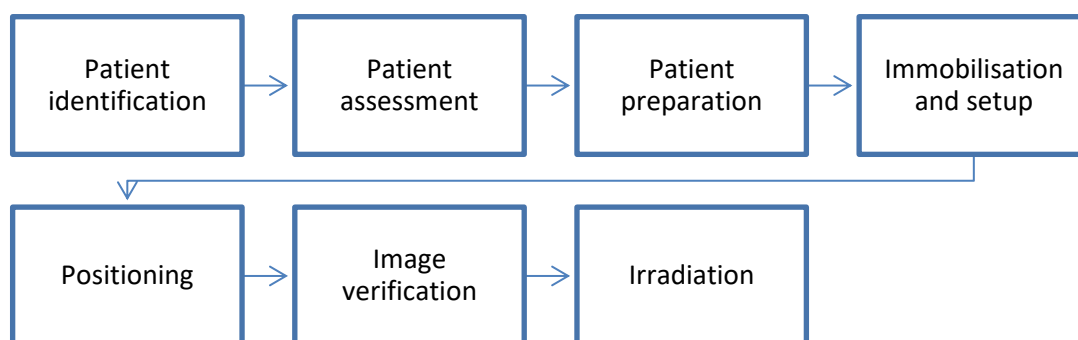 Patient
identification
Patient
assessment
Patient
preparation
Immobilisation
and setup
Positioning
Image
verification
Irradiation